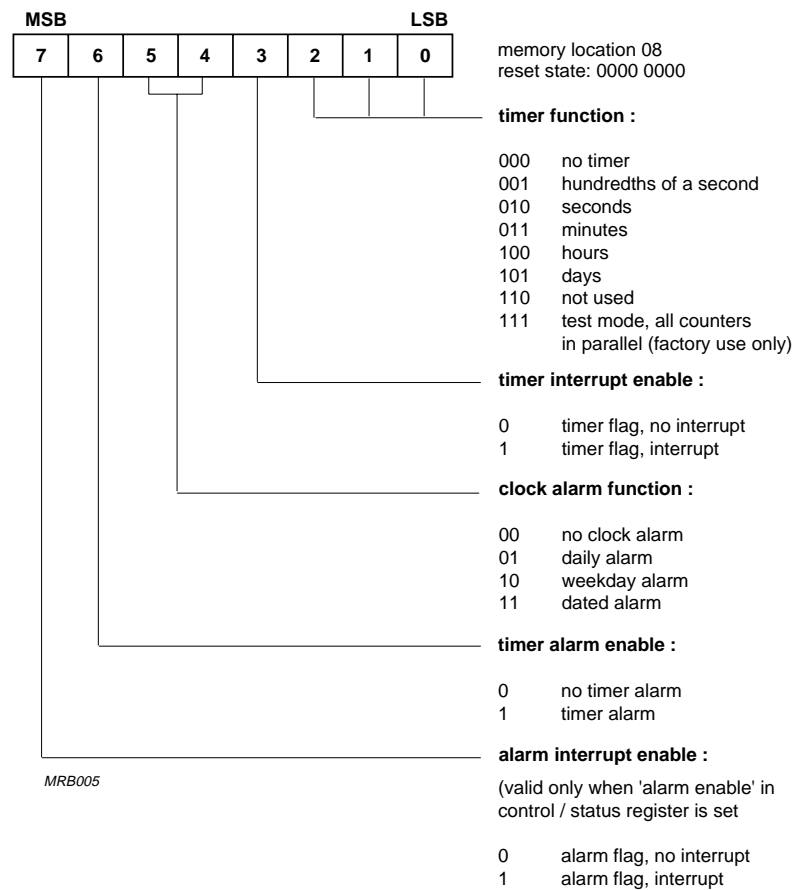 MSB LSB
7 6 5 4 3 2 1 0
memory location 08
reset state: 0000 0000
timer function :
000 no timer
001 hundredths of a second
010 seconds
011 minutes
100 hours
101 days
110 not used
111 test mode, all counters
in parallel (factory use only)
timer interrupt enable :
0 timer flag, no interrupt
1 timer flag, interrupt
clock alarm function :
00 no clock alarm
01 daily alarm
10 weekday alarm
11 dated alarm
timer alarm enable :
0 no timer alarm
1 timer alarm
alarm interrupt enable :
MRB005
(valid only when 'alarm enable' in
control / status register is set
0 alarm flag, no interrupt
1 alarm flag, interrupt